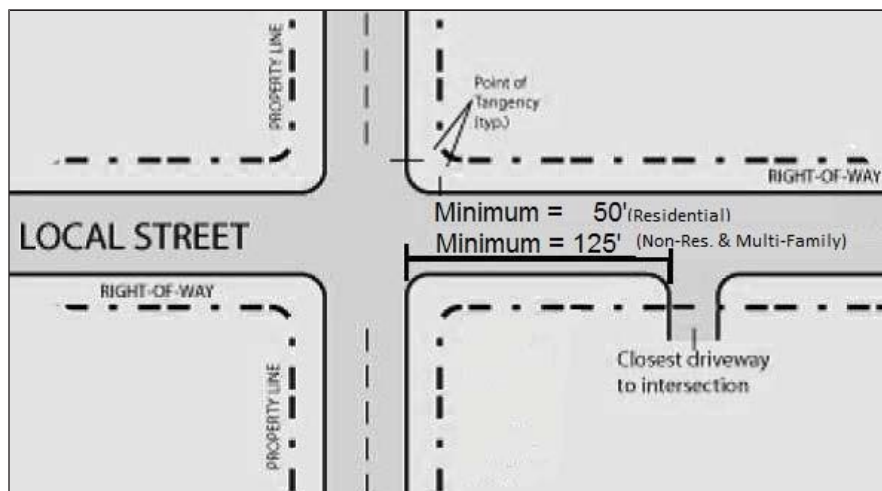 PROPERTY LINE
Point of
Tangency
(typ.)
RIGHT-OF-WAY
Minimum = 50'(Residential)
LOCAL STREET
Minimum = 125' (Non-Res. & Multi-Family)
RIGHT-OF-WAY
Closest driveway
to intersection
PROPERTY LINE